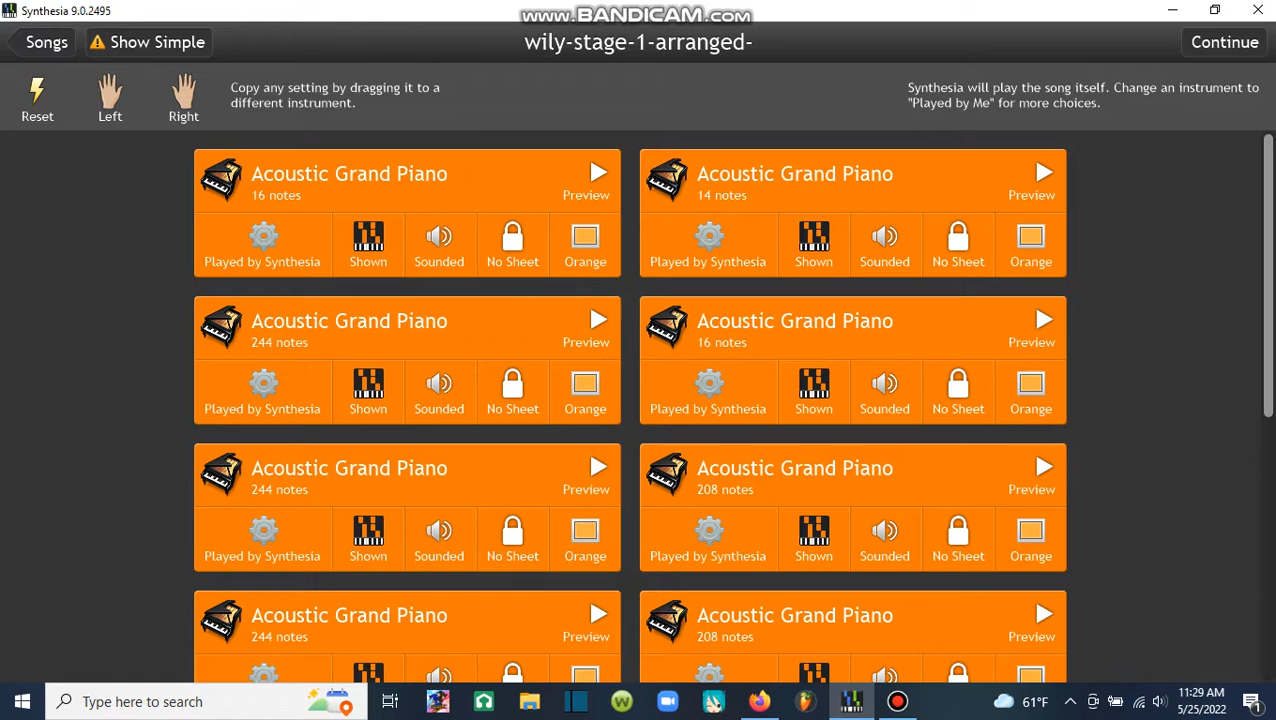 Synthesia 9.0.2495
www.BANDICAM.com
Songs
Show Simple
wily-stage-1-arranged-
Continue
Reset
Left
Right
Copy any setting by dragging it to a
different instrument.
Synthesia will play the song itself. Change an instrument to
"Played by Me" for more choices.
Acoustic Grand Piano
16 notes
Preview
Played by Synthesia
Shown
Sounded
No Sheet
Orange
Acoustic Grand Piano
14 notes
Preview
Played by Synthesia
Shown
Sounded
No Sheet
Orange
Acoustic Grand Piano
244 notes
Preview
Played by Synthesia
Shown
Sounded
No Sheet
Orange
Acoustic Grand Piano
16 notes
Preview
Played by Synthesia
Shown
Sounded
No Sheet
Orange
Acoustic Grand Piano
244 notes
Preview
Played by Synthesia
Shown
Sounded
No Sheet
Orange
Acoustic Grand Piano
208 notes
Preview
Played by Synthesia
Shown
Sounded
No Sheet
Orange
Acoustic Grand Piano
244 notes
Preview
Acoustic Grand Piano
208 notes
Preview
Type here to search
61°F
11:29 AM
5/25/2022
1